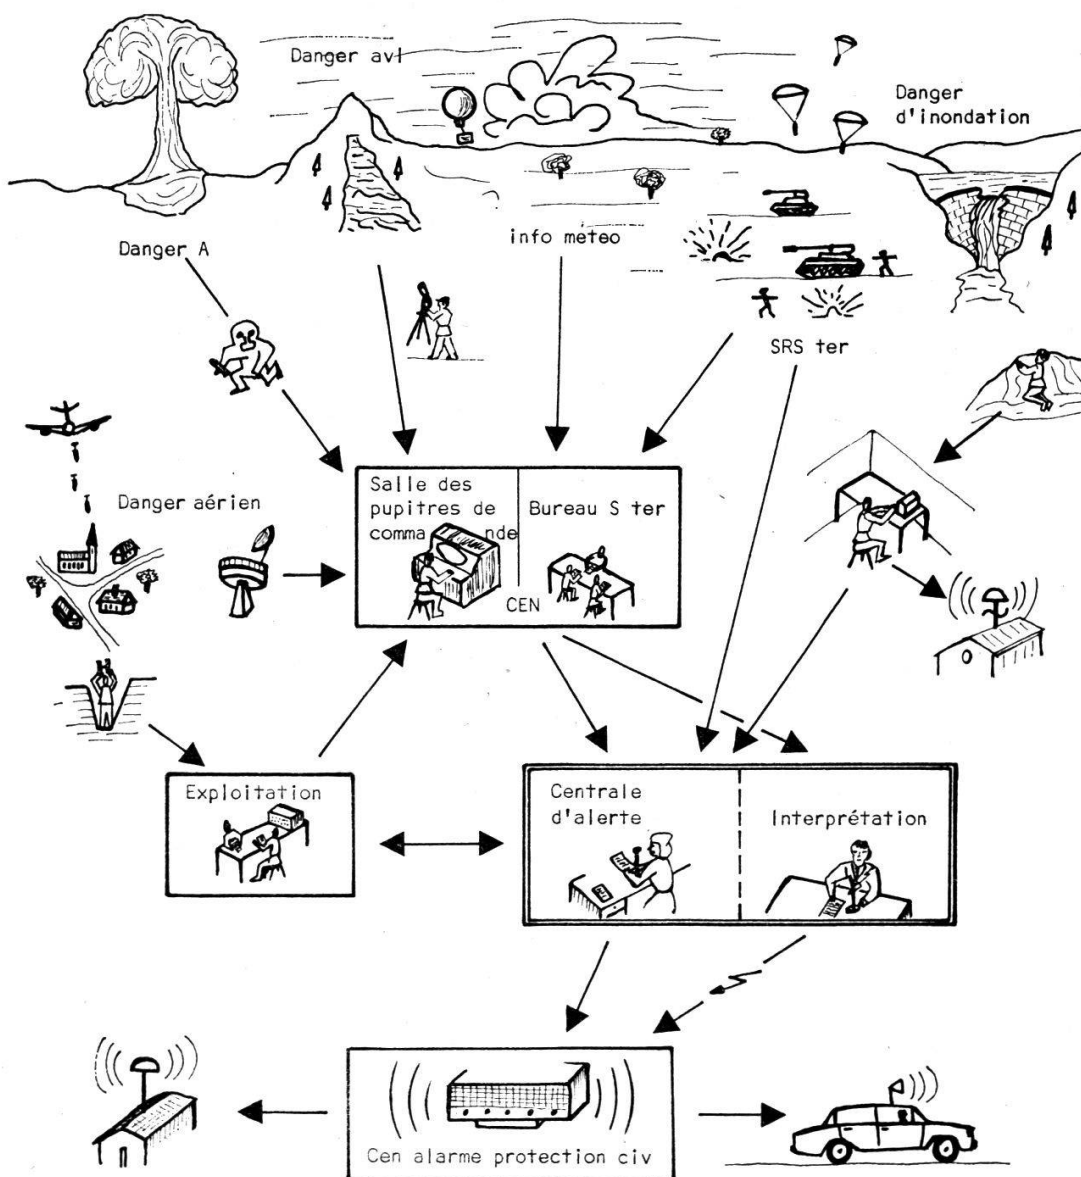 Danger avl
Danger
d'inondation
Danger A
info méteo
SRS ter
Danger aérien
Salle des
pupitres de
comma nde
Bureau S ter
CEN
Exploitation
Centrale
d'alerte
Interprétation
Cen alarme protection civ